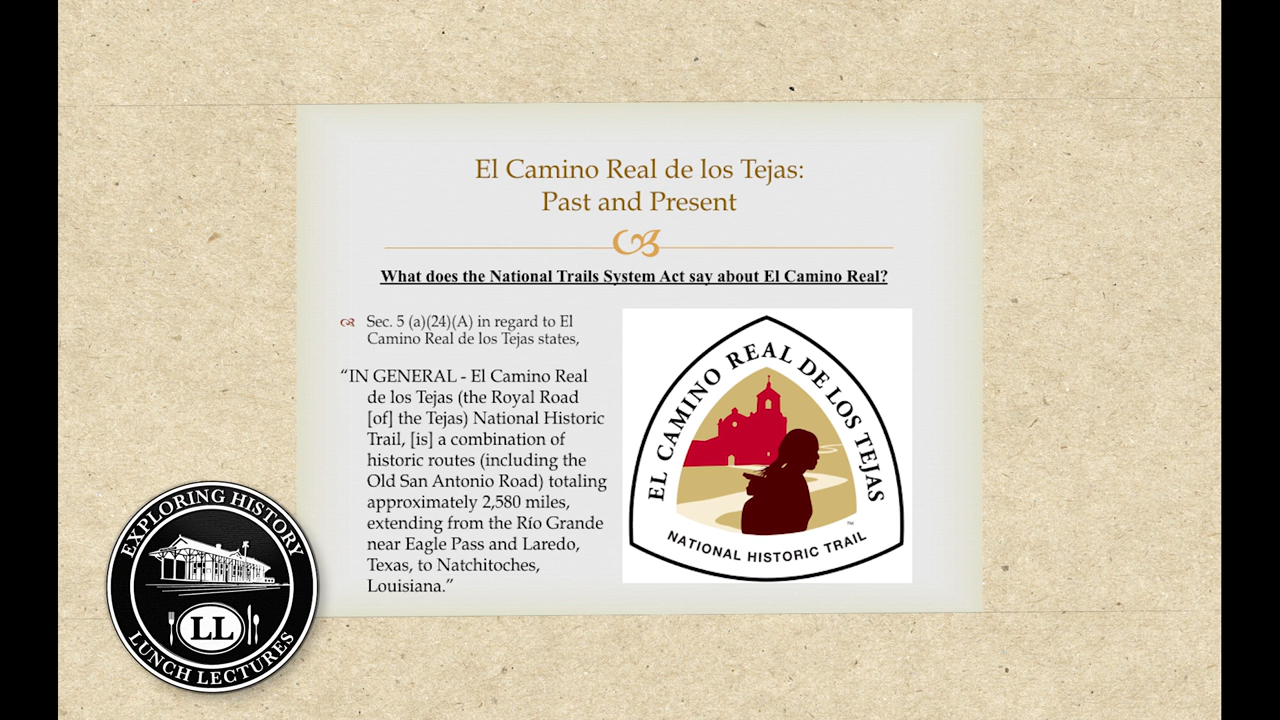 El Camino Real de los Tejas:
Past and Present
What does the National Trails System Act say about El Camino Real?
Sec. 5 (a)(24)(A) in regard to El
Camino Real de los Tejas states,
“IN GENERAL - El Camino Real
de los Tejas (the Royal Road
[of] the Tejas) National Historic
Trail, [is] a combination of
historic routes (including the
Old San Antonio Road) totaling
approximately 2,580 miles,
extending from the Río Grande
near Eagle Pass and Laredo,
Texas, to Natchitoches,
Louisiana.”
EL CAMINO REAL DE LOS TEJAS
NATIONAL HISTORIC TRAIL
™
EXPLORING HISTORY
LL
LUNCH LECTURES